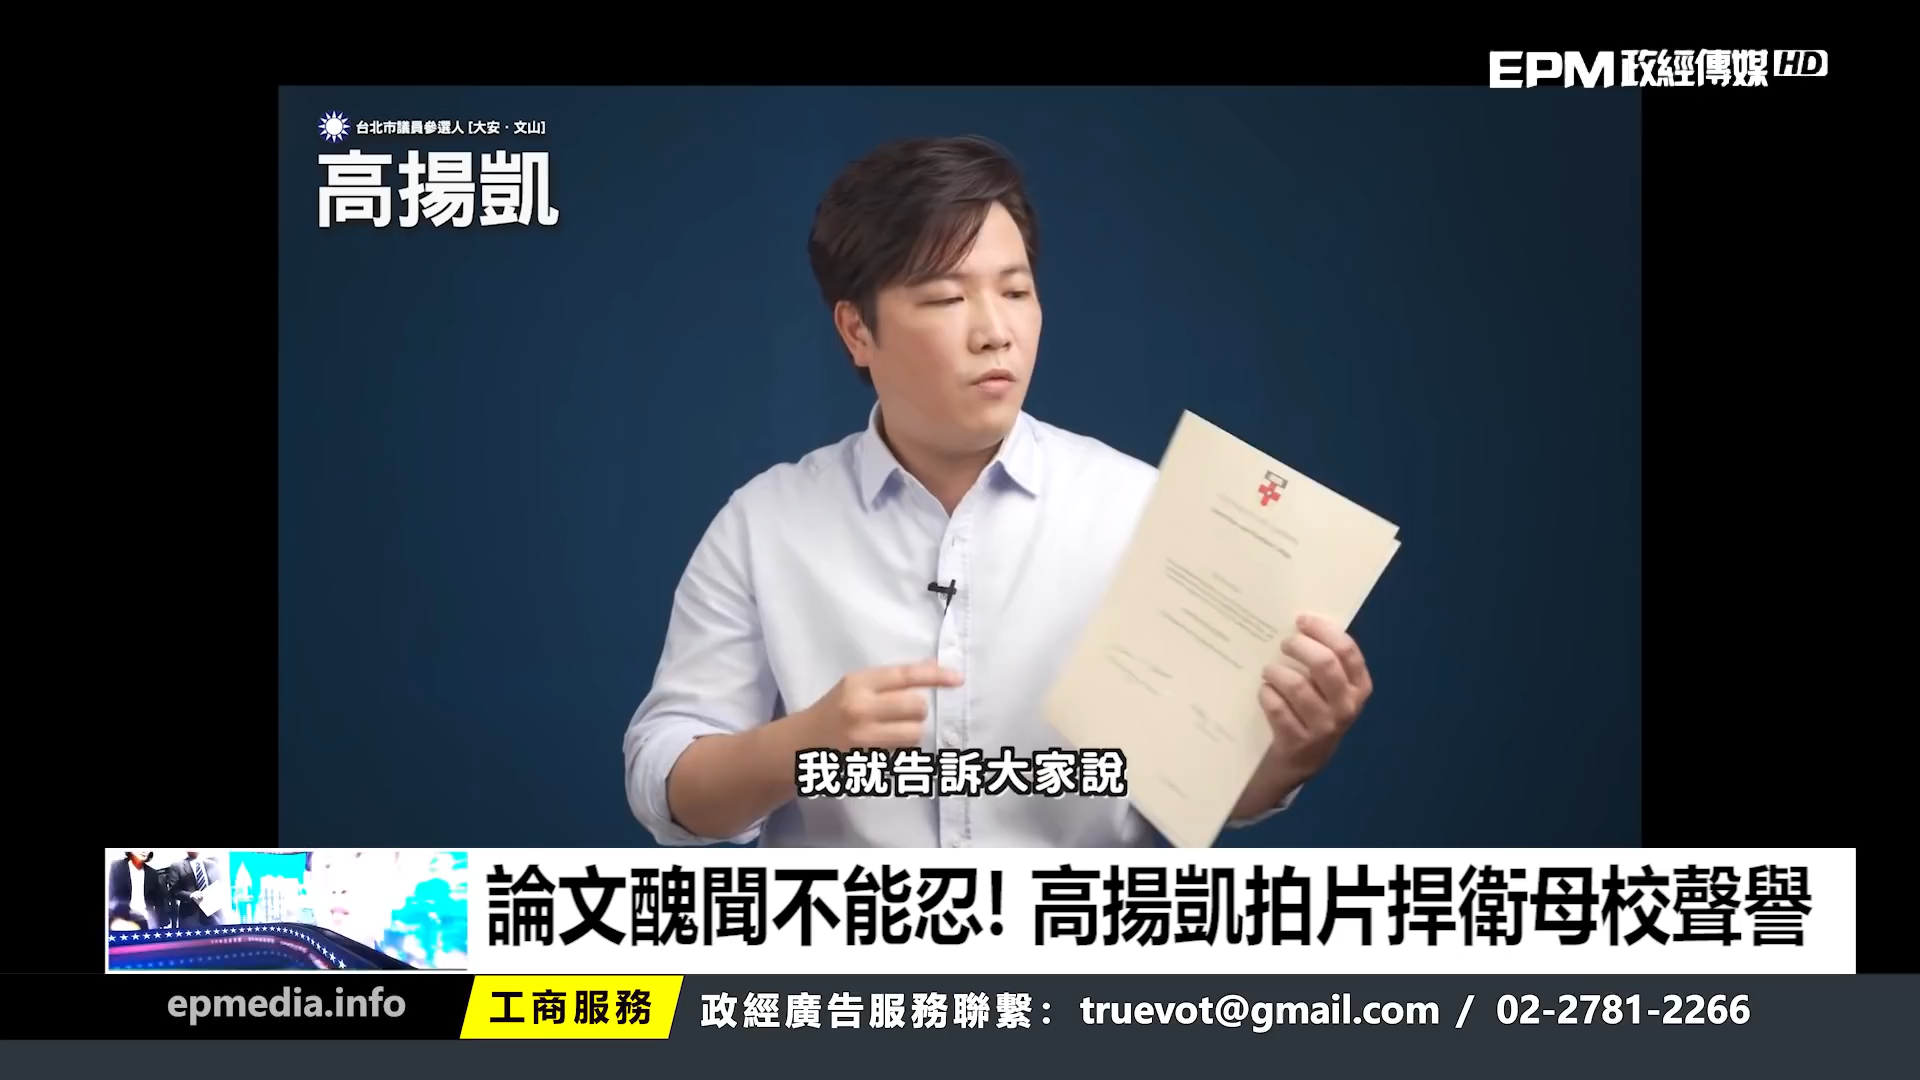 EPM政經傳媒HD
台北市議員參選人 [大安．文山]
高揚凱
我就告訴大家說
論文醜聞不能忍! 高揚凱拍片捍衛母校聲譽
epmedia.info
工商服務
政經廣告服務聯繫： truevot@gmail.com / 02-2781-2266